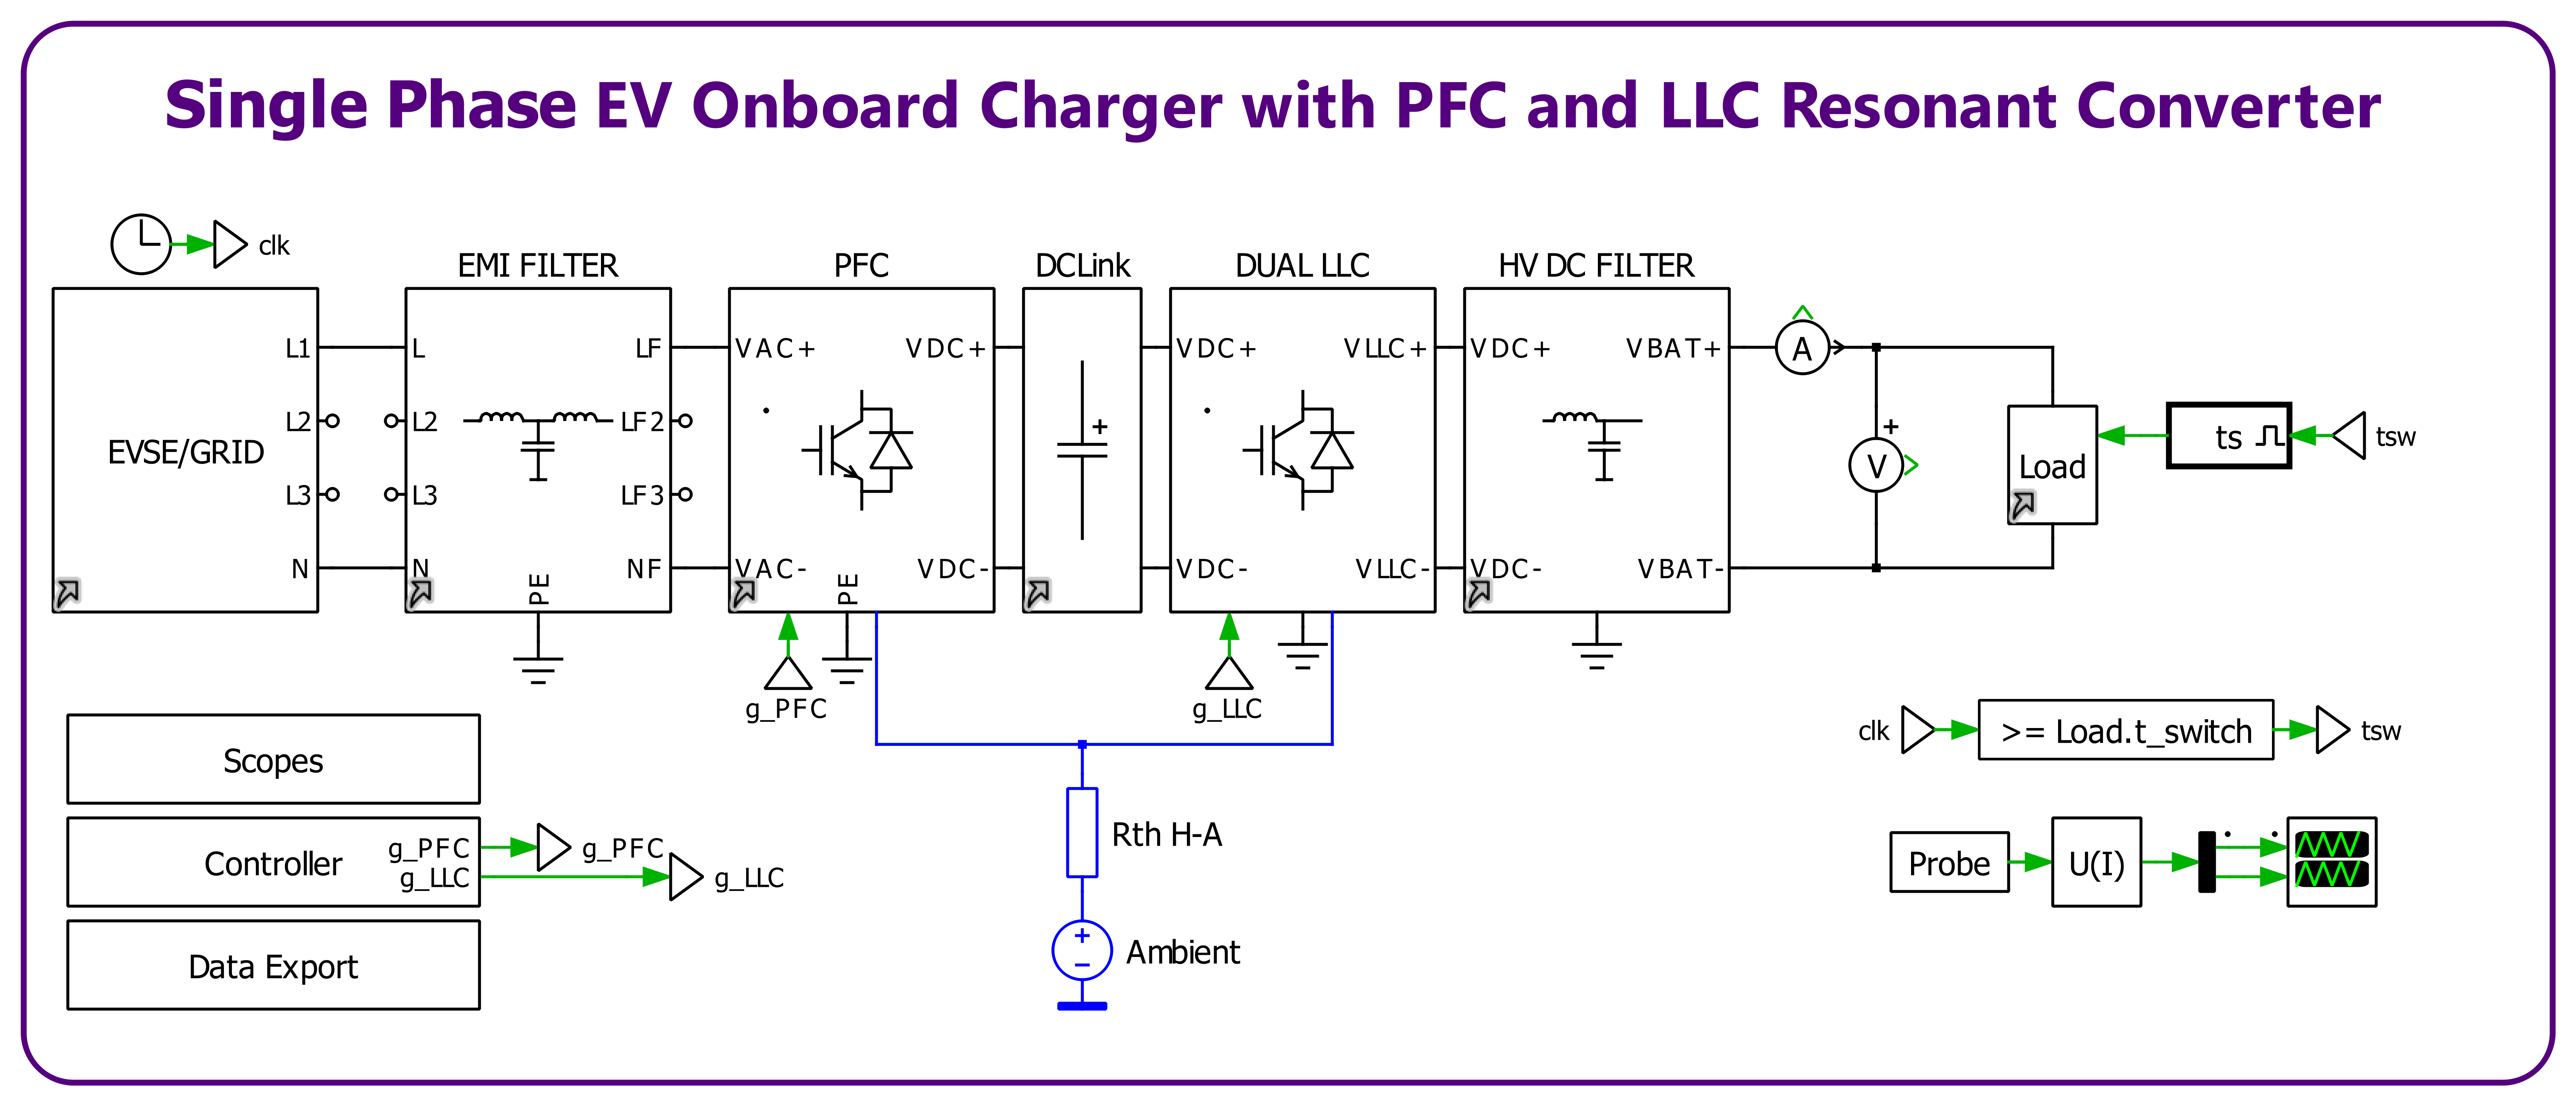 Single Phase EV Onboard Charger with PFC and LLC Resonant Converter
clk
EMI FILTER
PFC
DCLink
DUAL LLC
HV DC FILTER
EVSE/GRID
L1
L2
L3
N
L
L2
L3
N
LF
LF2
LF3
NF
PE
VAC+
VAC-
VDC+
VDC-
PE
g_PFC
+
VDC+
VDC-
VLLC+
VLLC-
g_LLC
VDC+
VDC-
VBAT+
VBAT-
A
V
+
Load
ts
tsw
Scopes
Controller
g_PFC
g_LLC
g_PFC
g_LLC
Data Export
Rth H-A
+
−
Ambient
clk
>= Load.t_switch
tsw
Probe
U(I)